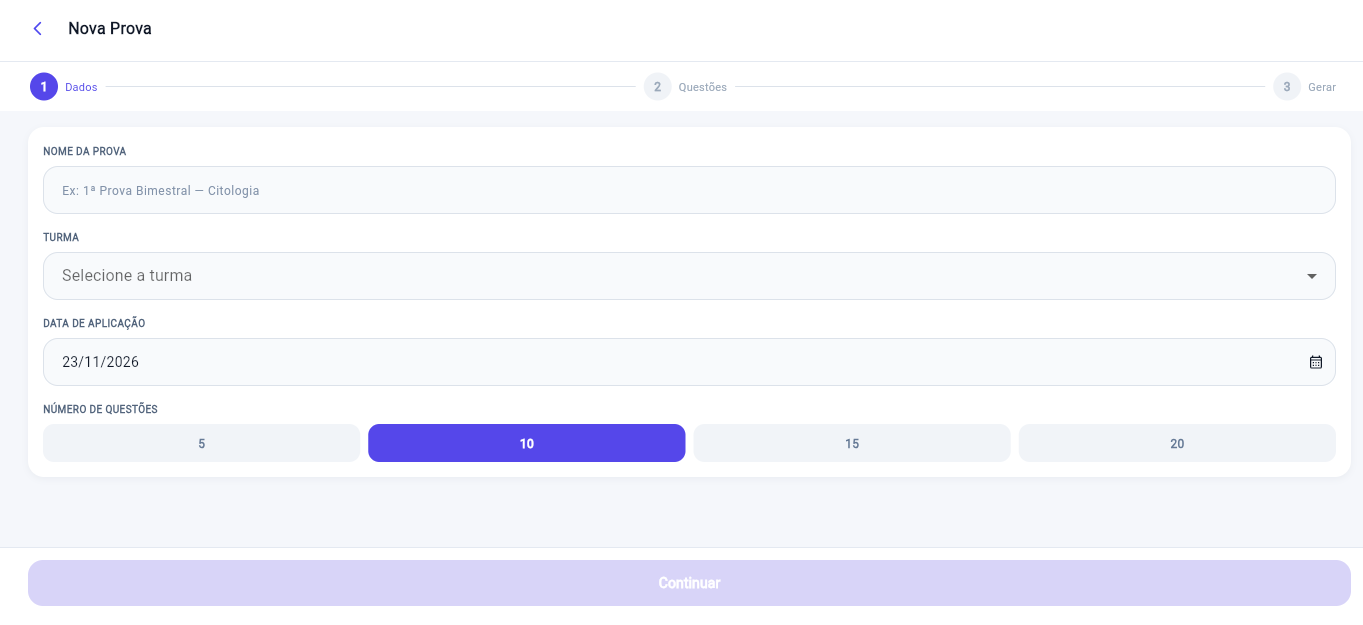 Nova Prova
1 Dados 2 Questões 3 Gerar
NOME DA PROVA
Ex: 1ª Prova Bimestral — Citologia
TURMA
Selecione a turma
DATA DE APLICAÇÃO
23/11/2026
NÚMERO DE QUESTÕES
5 10 15 20
Continuar